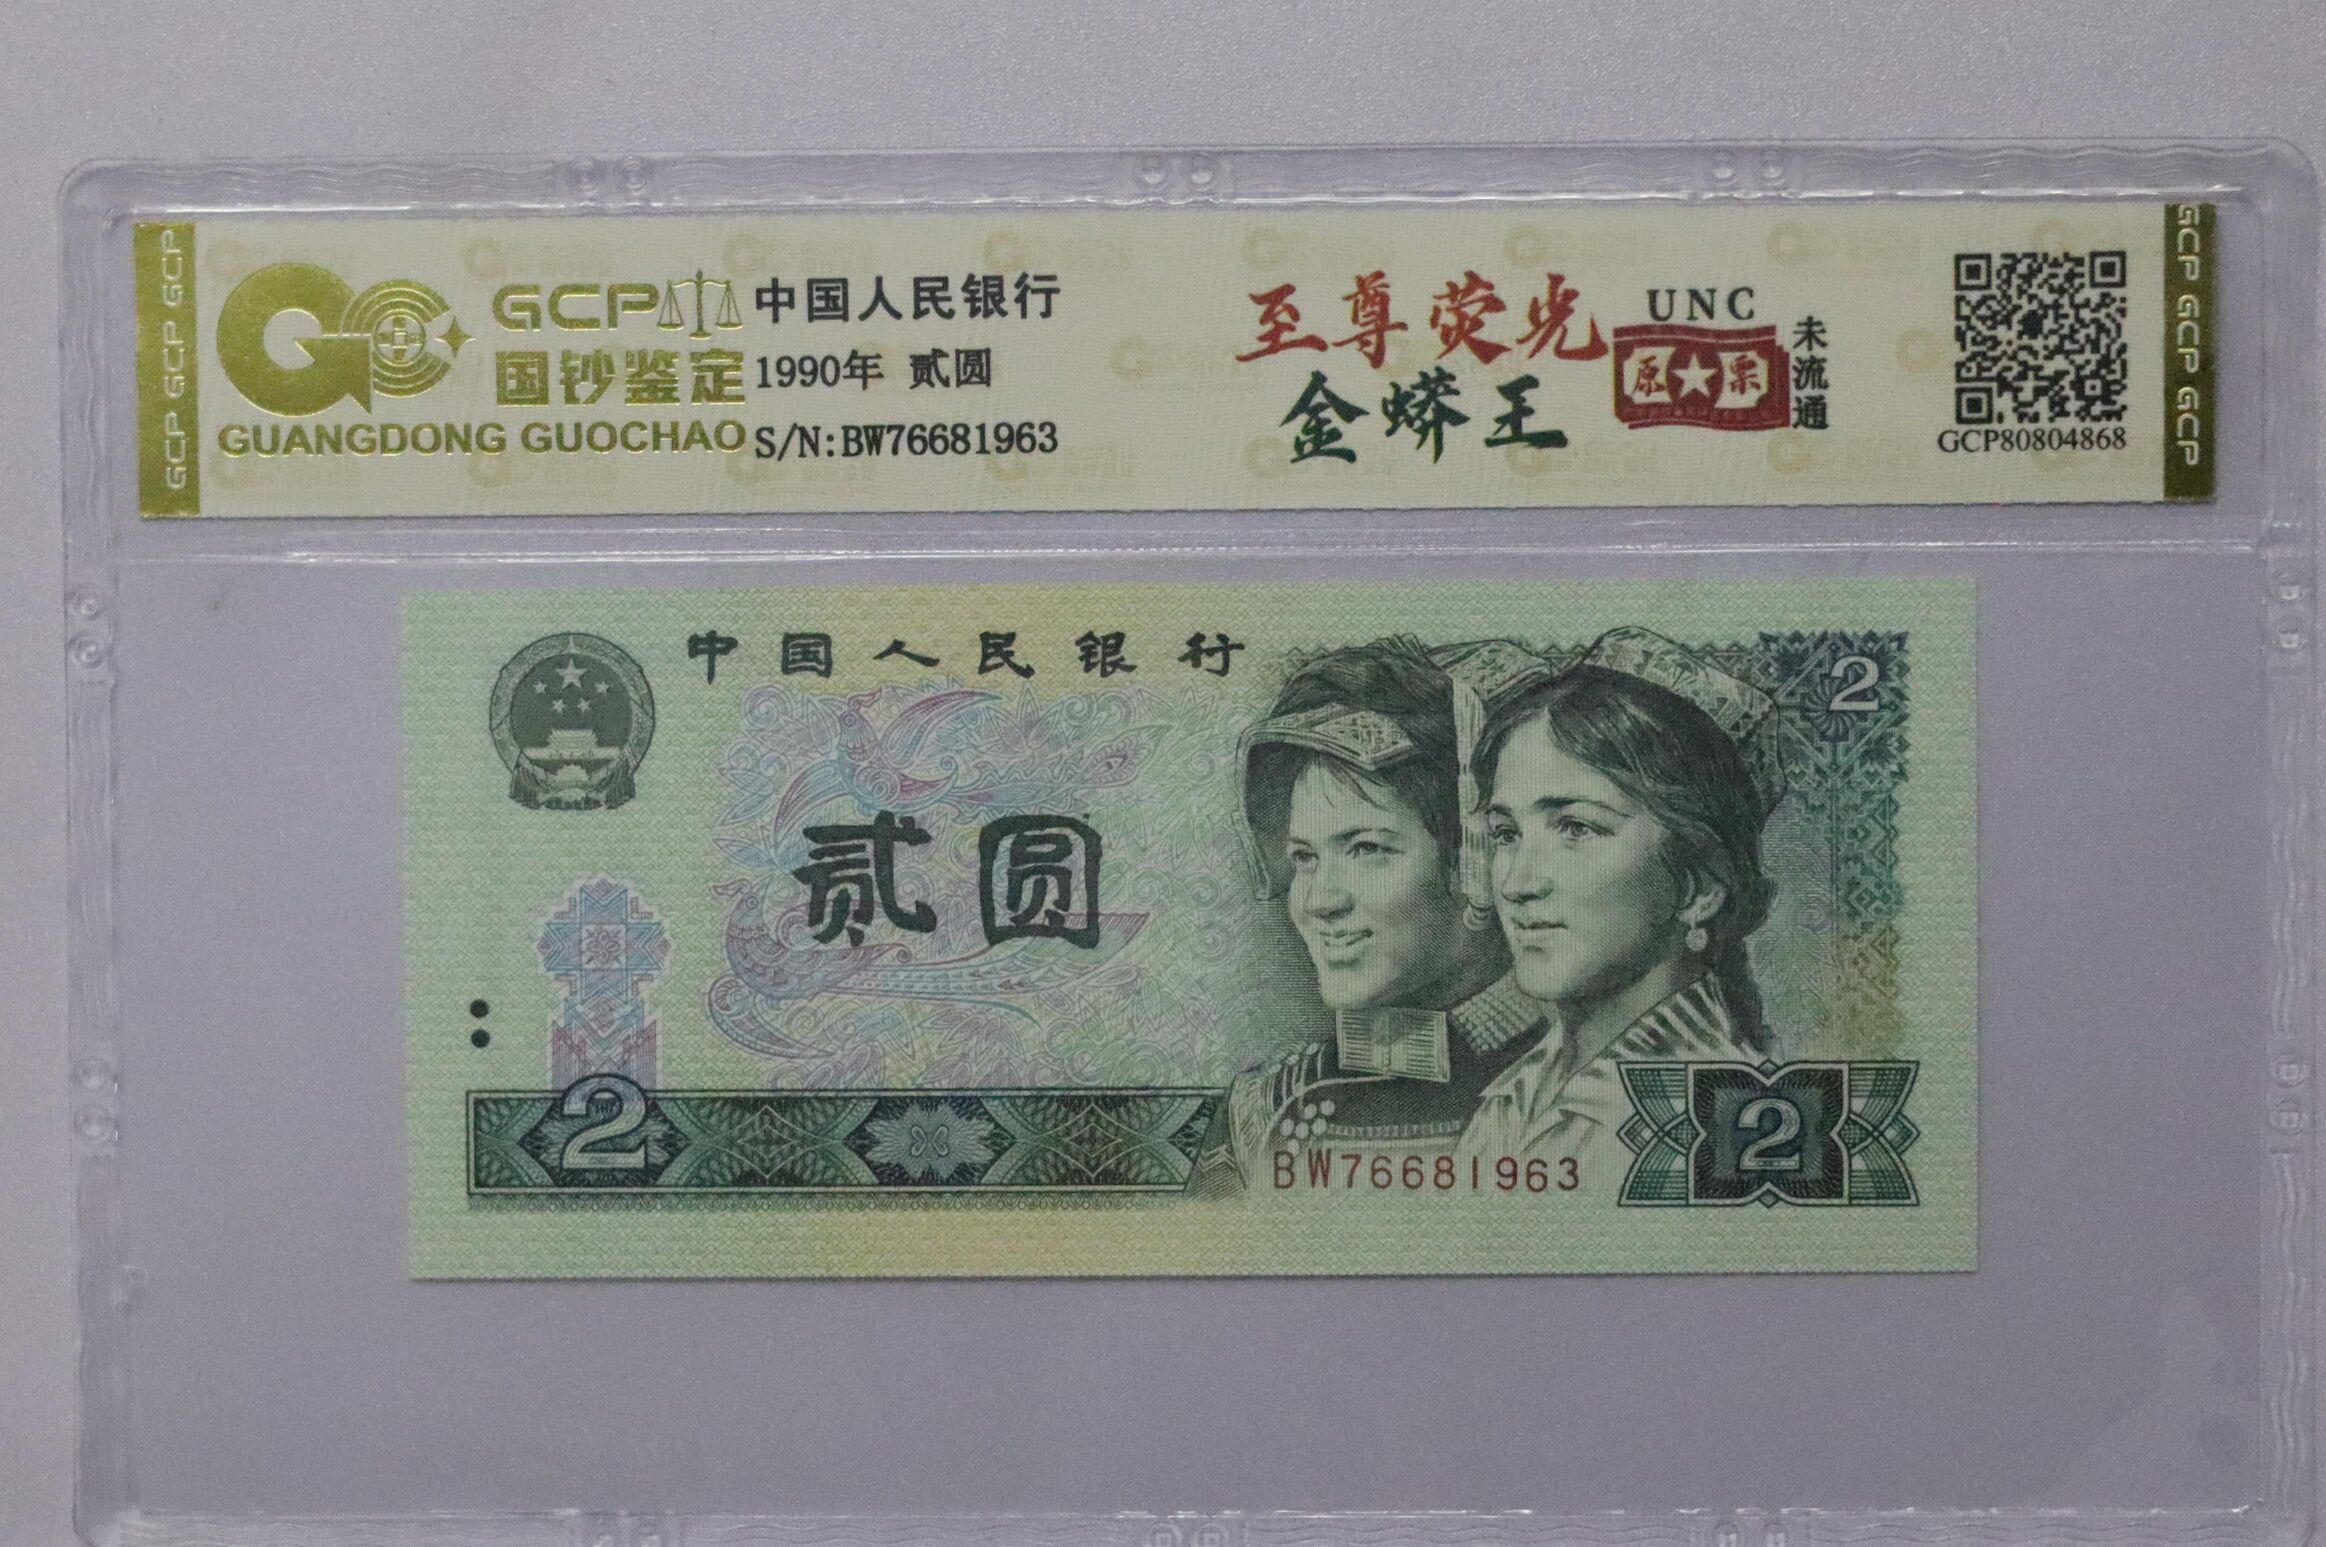 GCP GCP GCP
GCP
国钞鉴定
GUANGDONG GUOCHAO
中国人民银行
1990年 贰圆
S/N:BW76681963
至尊荧光
金蟒王
UNC
原★票
未流通
GCP80804868
GCP GCP GCP
中国人民银行
2
贰圆
2
BW76681963
2